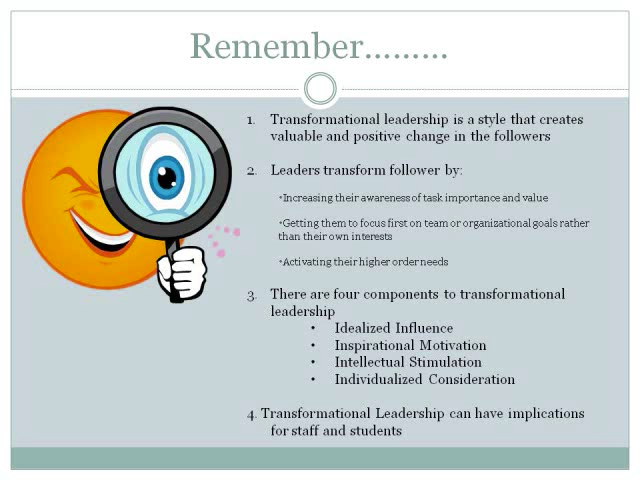 Remember………
1. Transformational leadership is a style that creates
valuable and positive change in the followers
2. Leaders transform follower by:
•Increasing their awareness of task importance and value
•Getting them to focus first on team or organizational goals rather
than their own interests
•Activating their higher order needs
3. There are four components to transformational
leadership
• Idealized Influence
• Inspirational Motivation
• Intellectual Stimulation
• Individualized Consideration
4. Transformational Leadership can have implications
for staff and students